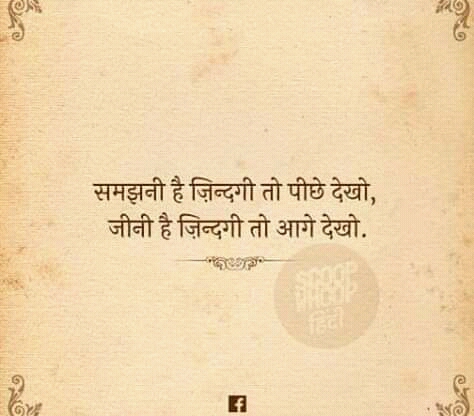 समझनी है ज़िन्दगी तो पीछे देखो,
जीनी है ज़िन्दगी तो आगे देखो.
SCOOP
WHOOP
हिंदी
f